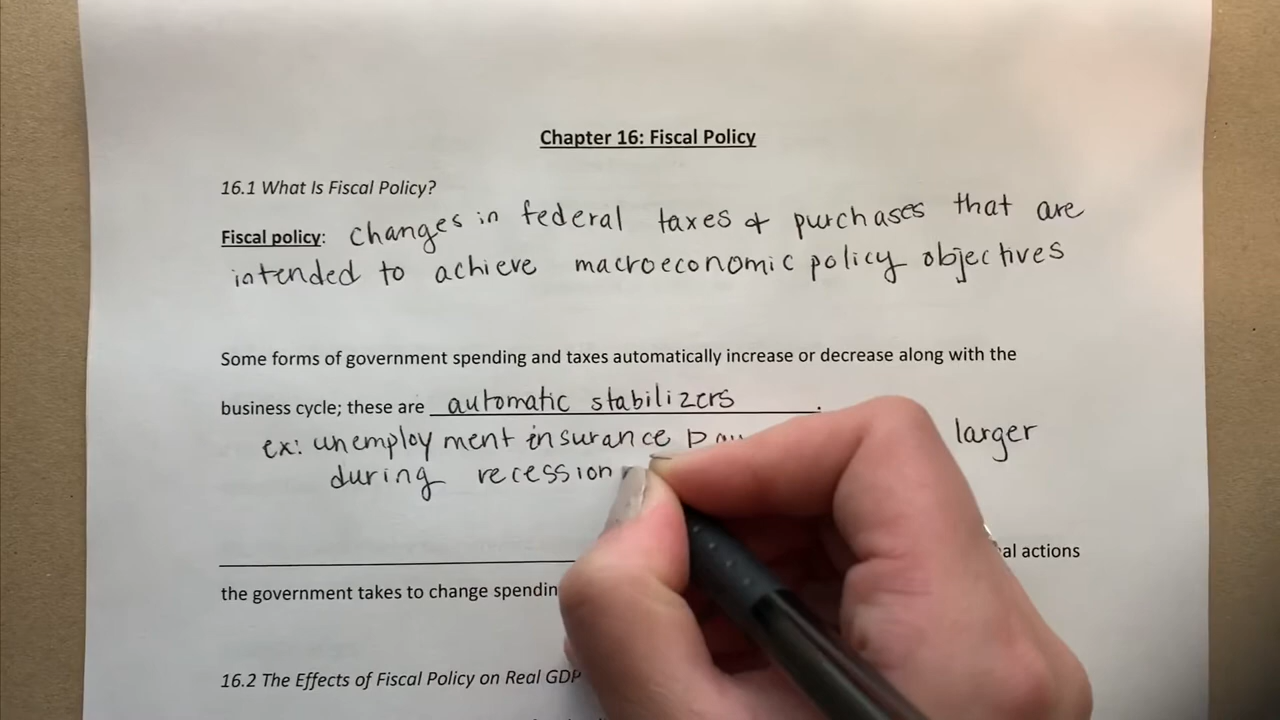 Chapter 16: Fiscal Policy
16.1 What Is Fiscal Policy?
Fiscal policy: changes in federal taxes & purchases that are
intended to achieve macroeconomic policy objectives
Some forms of government spending and taxes automatically increase or decrease along with the
business cycle; these are automatic stabilizers.
ex: unemployment insurance larger
during recession
actions
the government takes to change
16.2 The Effects of Fiscal Policy on Real GDP